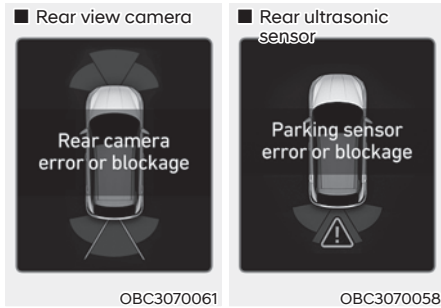 ■ Rear view camera
Rear camera
error or blockage
OBC3070061
■ Rear ultrasonic
sensor
Parking sensor
error or blockage
OBC3070058